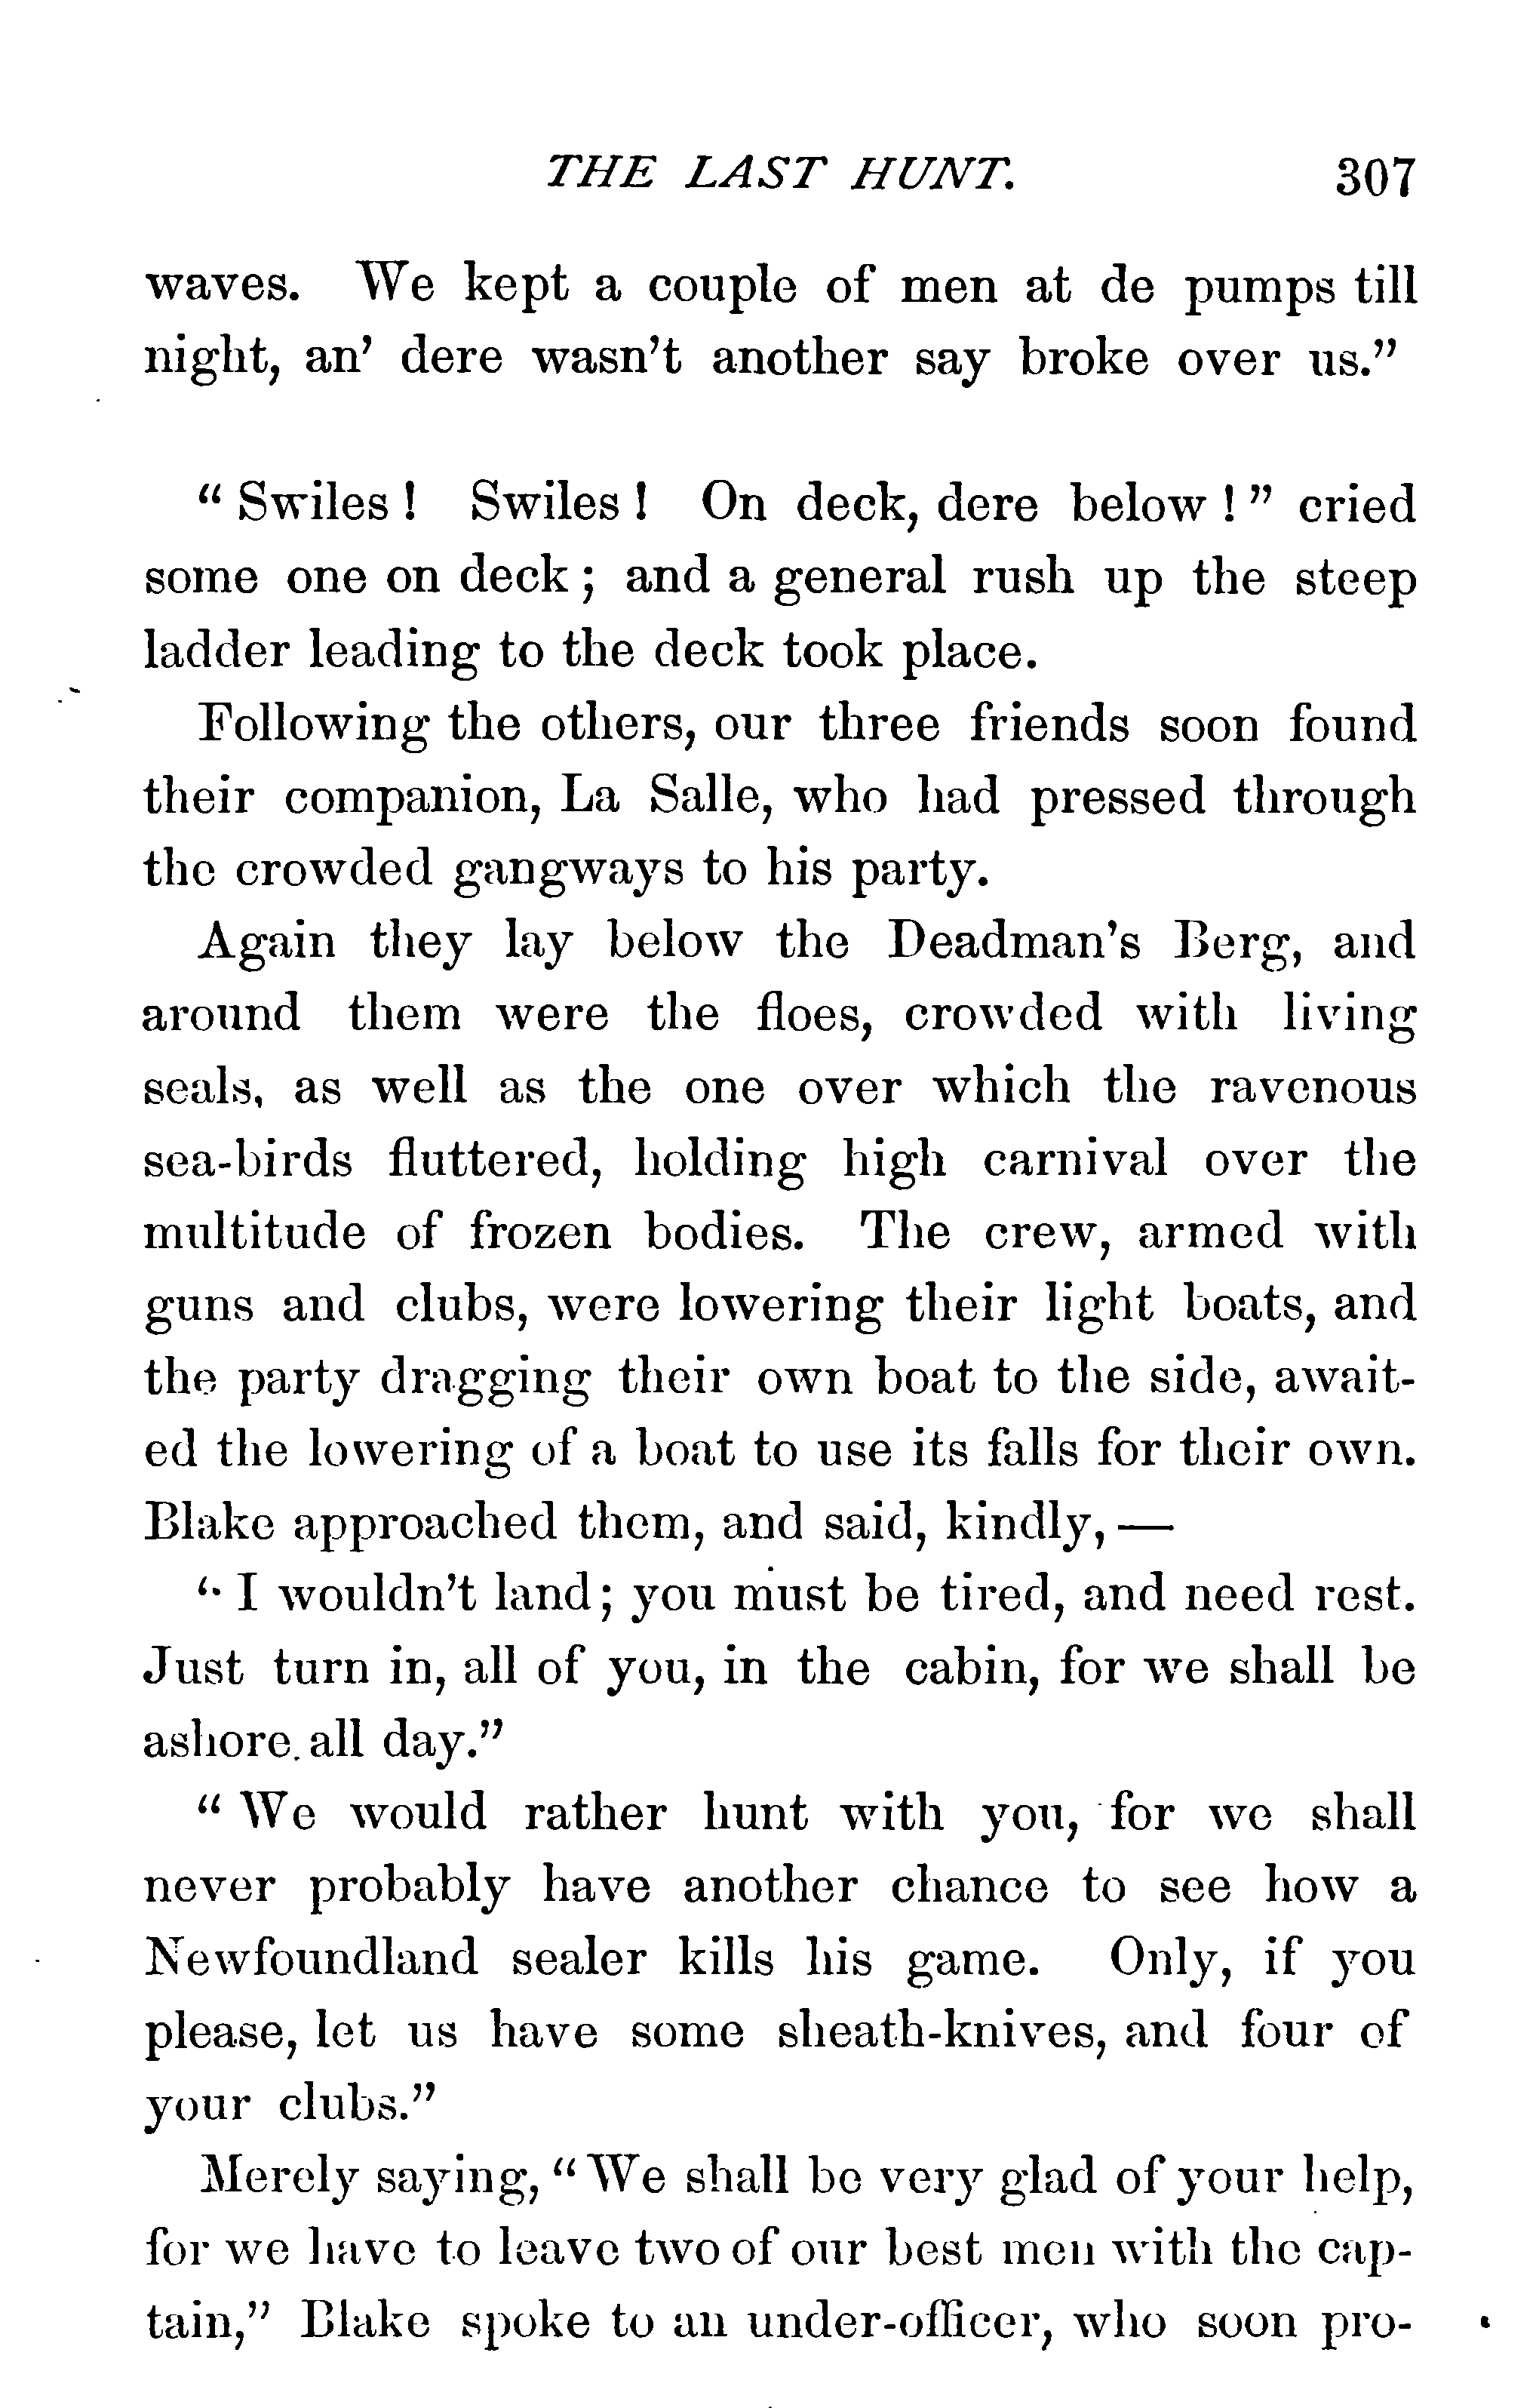 THE LAST HUNT. 307
waves. We kept a couple of men at de pumps till
night, an' dere wasn't another say broke over us."
"Swiles! Swiles! On deck, dere below!" cried
some one on deck; and a general rush up the steep
ladder leading to the deck took place.
Following the others, our three friends soon found
their companion, La Salle, who had pressed through
the crowded gangways to his party.
Again they lay below the Deadman's Berg, and
around them were the floes, crowded with living
seals, as well as the one over which the ravenous
sea-birds fluttered, holding high carnival over the
multitude of frozen bodies. The crew, armed with
guns and clubs, were lowering their light boats, and
the party dragging their own boat to the side, await-
ed the lowering of a boat to use its falls for their own.
Blake approached them, and said, kindly,—
"I wouldn't land; you must be tired, and need rest.
Just turn in, all of you, in the cabin, for we shall be
ashore all day."
"We would rather hunt with you, for we shall
never probably have another chance to see how a
Newfoundland sealer kills his game. Only, if you
please, let us have some sheath-knives, and four of
your clubs."
Merely saying, "We shall be very glad of your help,
for we have to leave two of our best men with the cap-
tain," Blake spoke to an under-officer, who soon pro-